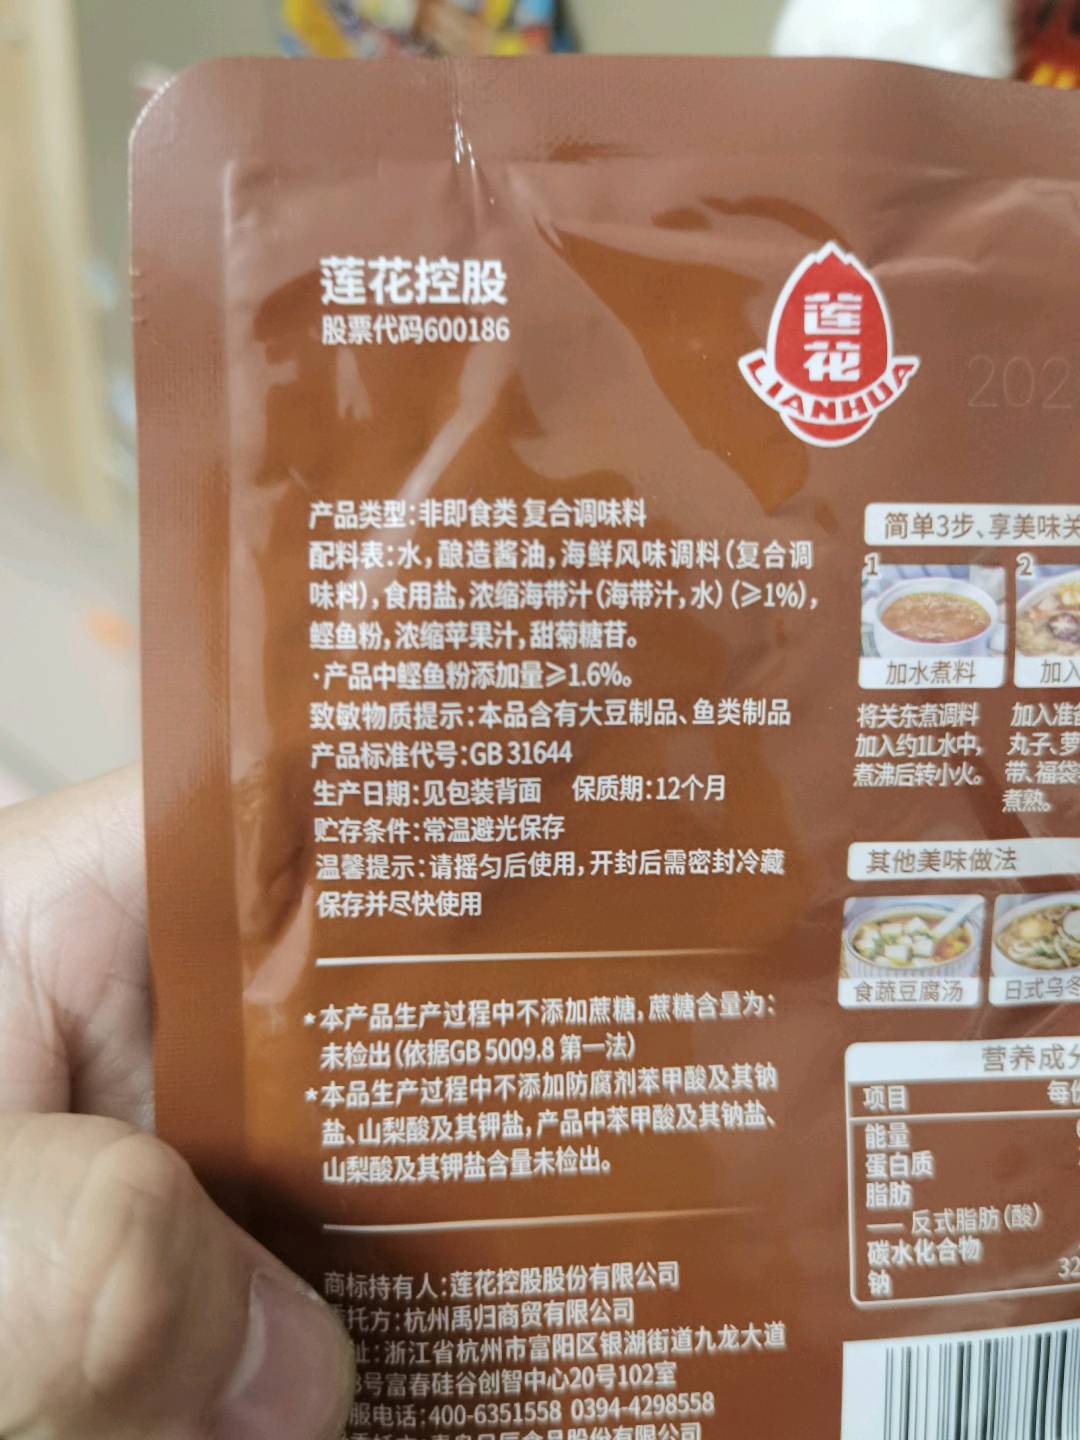 莲花控股
股票代码600186
莲花
LIANHUA
202
产品类型:非即食类 复合调味料
配料表:水,酿造酱油,海鲜风味调料(复合调
味料),食用盐,浓缩海带汁(海带汁,水)(≥1%),
鲣鱼粉,浓缩苹果汁,甜菊糖苷。
·产品中鲣鱼粉添加量≥1.6%。
致敏物质提示:本品含有大豆制品、鱼类制品
产品标准代号:GB 31644
生产日期:见包装背面 保质期:12个月
贮存条件:常温避光保存
温馨提示:请摇匀后使用,开封后需密封冷藏
保存并尽快使用
*本产品生产过程中不添加蔗糖,蔗糖含量为:
未检出(依据GB 5009.8 第一法)
*本品生产过程中不添加防腐剂苯甲酸及其钠
盐、山梨酸及其钾盐,产品中苯甲酸及其钠盐、
山梨酸及其钾盐含量未检出。
商标持有人:莲花控股股份有限公司
托方:杭州禹归商贸有限公司
址:浙江省杭州市富阳区银湖街道九龙大道
号富春硅谷创智中心20号102室
服电话:400-6351558 0394-4298558
食品股份有限公司
简单3步、享美味关
1
2
加水煮料
加入
将关东煮调料
加入约1L水中,
煮沸后转小火。
加入准备
丸子、萝
带、福袋
煮熟。
其他美味做法
食蔬豆腐汤
日式乌冬
营养成分
项目
每份
能量
蛋白质
脂肪
—— 反式脂肪(酸)
碳水化合物
钠
32